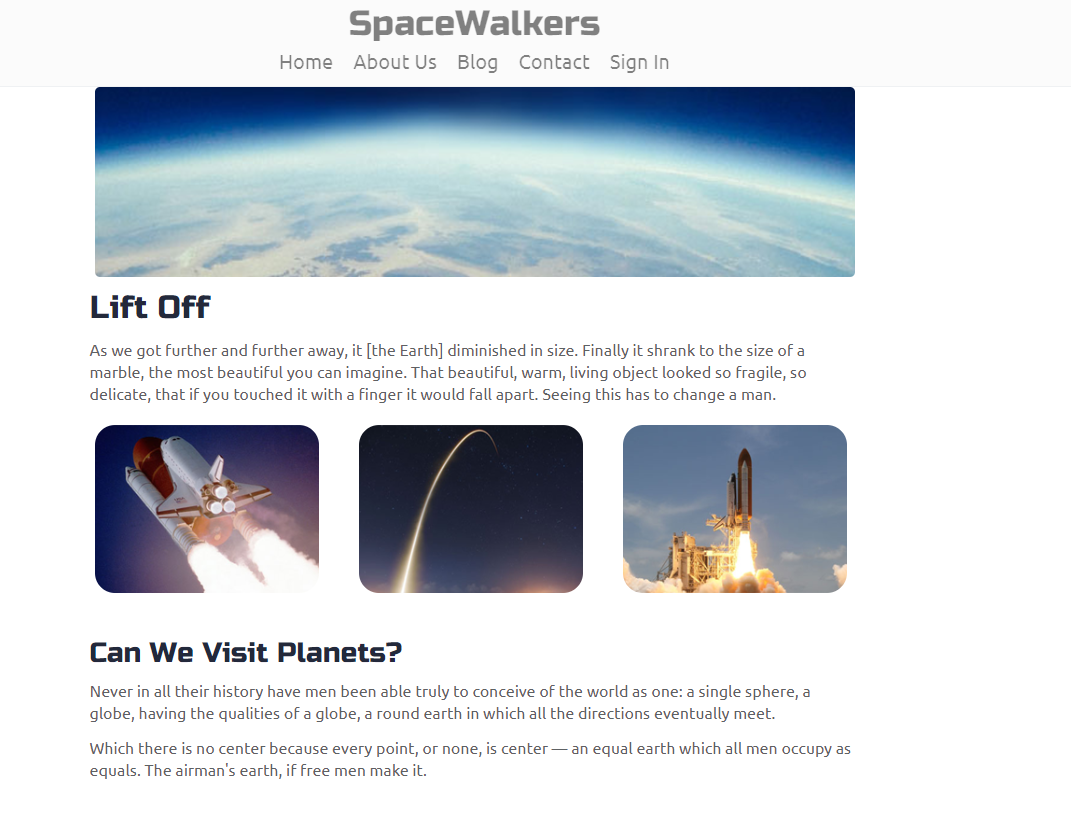 SpaceWalkers
Home About Us Blog Contact Sign In
Lift Off
As we got further and further away, it [the Earth] diminished in size. Finally it shrank to the size of a
marble, the most beautiful you can imagine. That beautiful, warm, living object looked so fragile, so
delicate, that if you touched it with a finger it would fall apart. Seeing this has to change a man.
Can We Visit Planets?
Never in all their history have men been able truly to conceive of the world as one: a single sphere, a
globe, having the qualities of a globe, a round earth in which all the directions eventually meet.
Which there is no center because every point, or none, is center — an equal earth which all men occupy as
equals. The airman's earth, if free men make it.